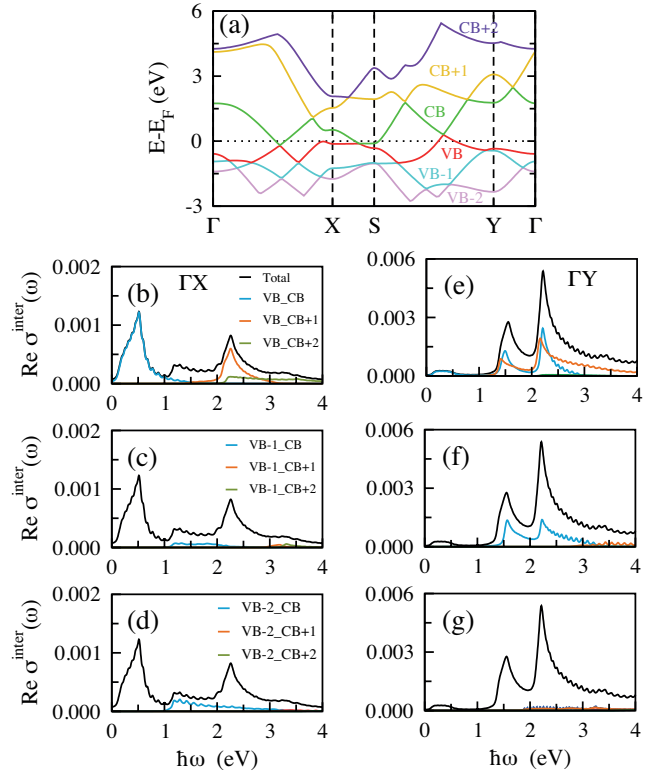 (a)
CB+2
CB+1
CB
VB
VB-1
VB-2
E-E_F (eV)
6
3
0
-3
Γ X S Y Γ
(b) ΓX
Total
VB_CB
VB_CB+1
VB_CB+2
Re σ^inter(ω)
0.002
0.001
0.000
0 1 2 3 4
(e) ΓY
0.006
0.003
0.000
0 1 2 3 4
(c)
VB-1_CB
VB-1_CB+1
VB-1_CB+2
Re σ^inter(ω)
0.002
0.001
0.000
0 1 2 3 4
(f)
0.006
0.003
0.000
0 1 2 3 4
(d)
VB-2_CB
VB-2_CB+1
VB-2_CB+2
Re σ^inter(ω)
0.002
0.001
0.000
0 1 2 3 4
ħω (eV)
(g)
0.006
0.003
0.000
0 1 2 3 4
ħω (eV)